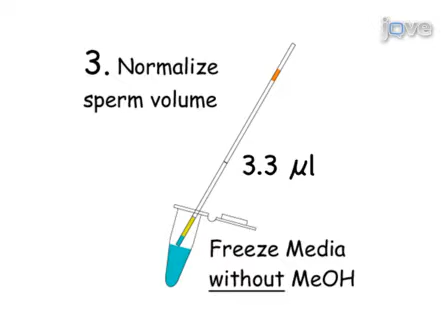 jove
3. Normalize
sperm volume
3.3 µl
Freeze Media
without MeOH